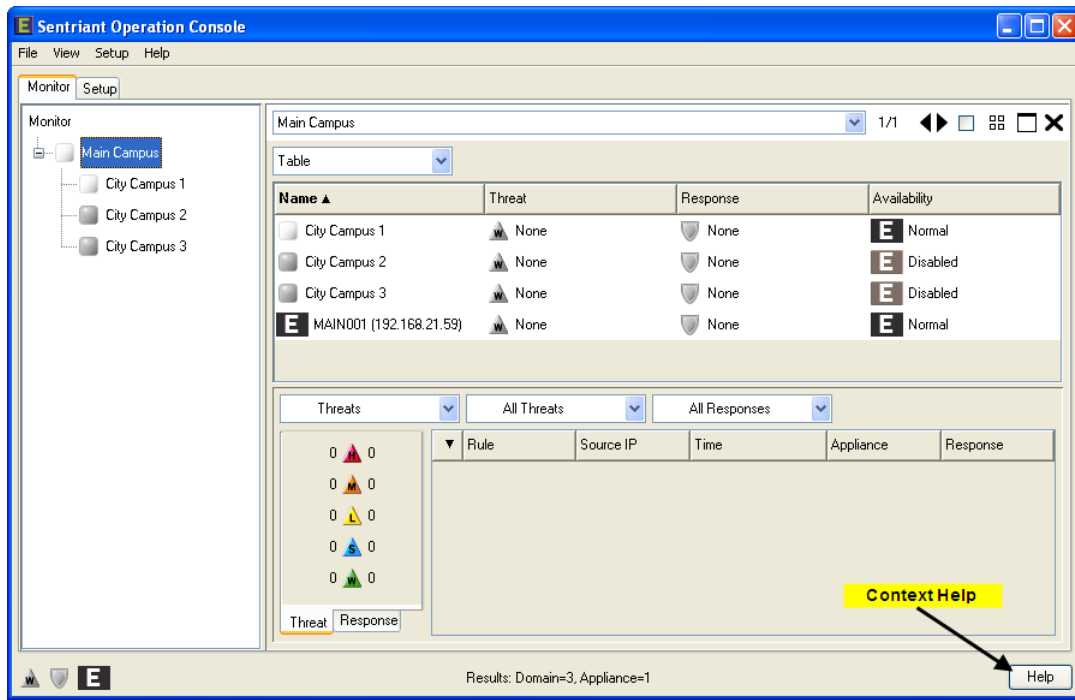 E Sentriant Operation Console
File View Setup Help
Monitor Setup
Monitor
Main Campus
City Campus 1
City Campus 2
City Campus 3
Main Campus 1/1
Table
Name Threat Response Availability
City Campus 1 W None None E Normal
City Campus 2 W None None E Disabled
City Campus 3 W None None E Disabled
E MAIN001 (192.168.21.59) W None None E Normal
Threats All Threats All Responses
Rule Source IP Time Appliance Response
0 H 0
0 M 0
0 L 0
0 S 0
0 W 0
Threat Response
Context Help
W E Results: Domain=3, Appliance=1 Help